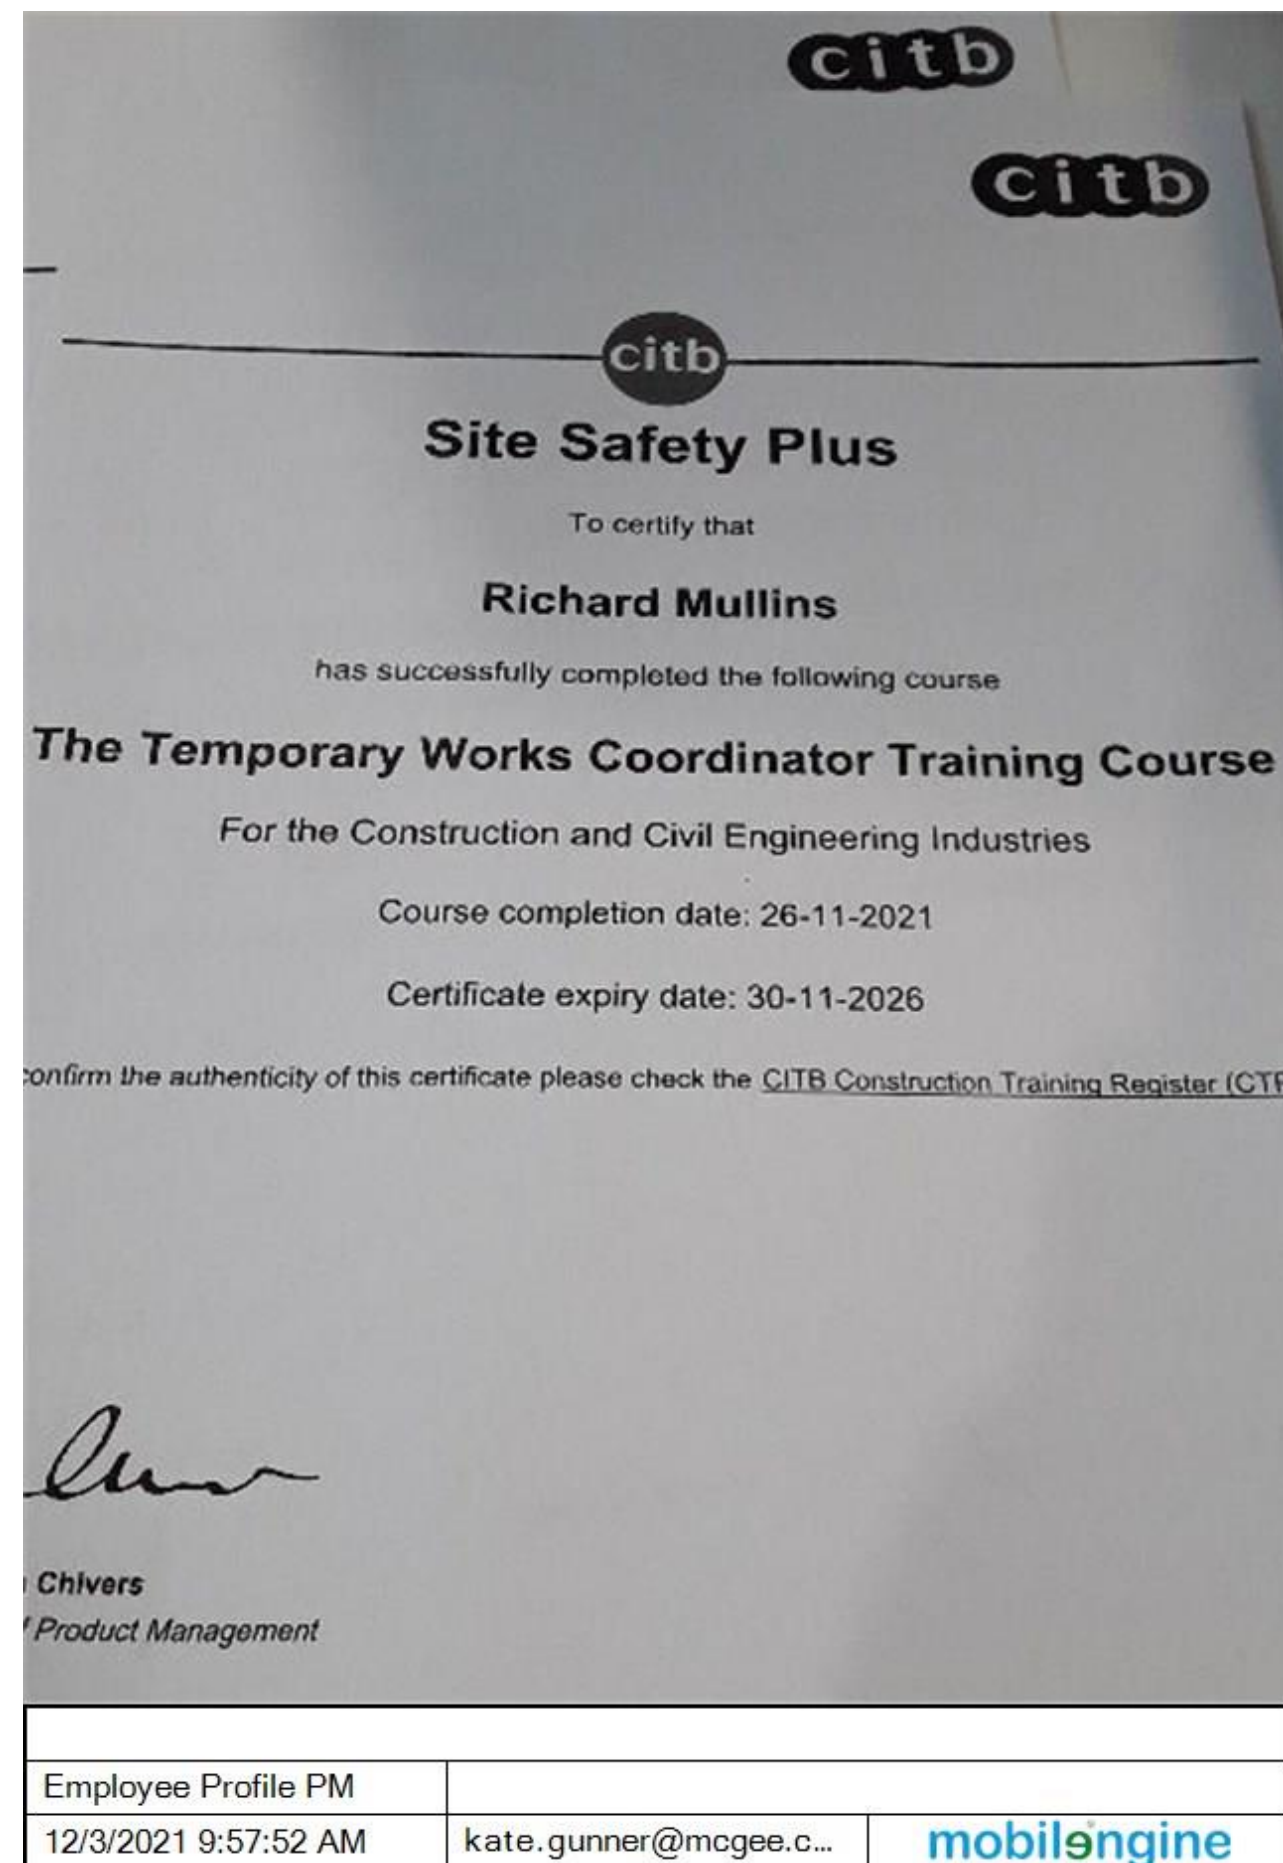 citb
citb
citb
Site Safety Plus
To certify that
Richard Mullins
has successfully completed the following course
The Temporary Works Coordinator Training Course
For the Construction and Civil Engineering Industries
Course completion date: 26-11-2021
Certificate expiry date: 30-11-2026
confirm the authenticity of this certificate please check the CITB Construction Training Register (CTR
Chivers
Product Management
Employee Profile PM
12/3/2021 9:57:52 AM kate.gunner@mcgee.c... mobilengine